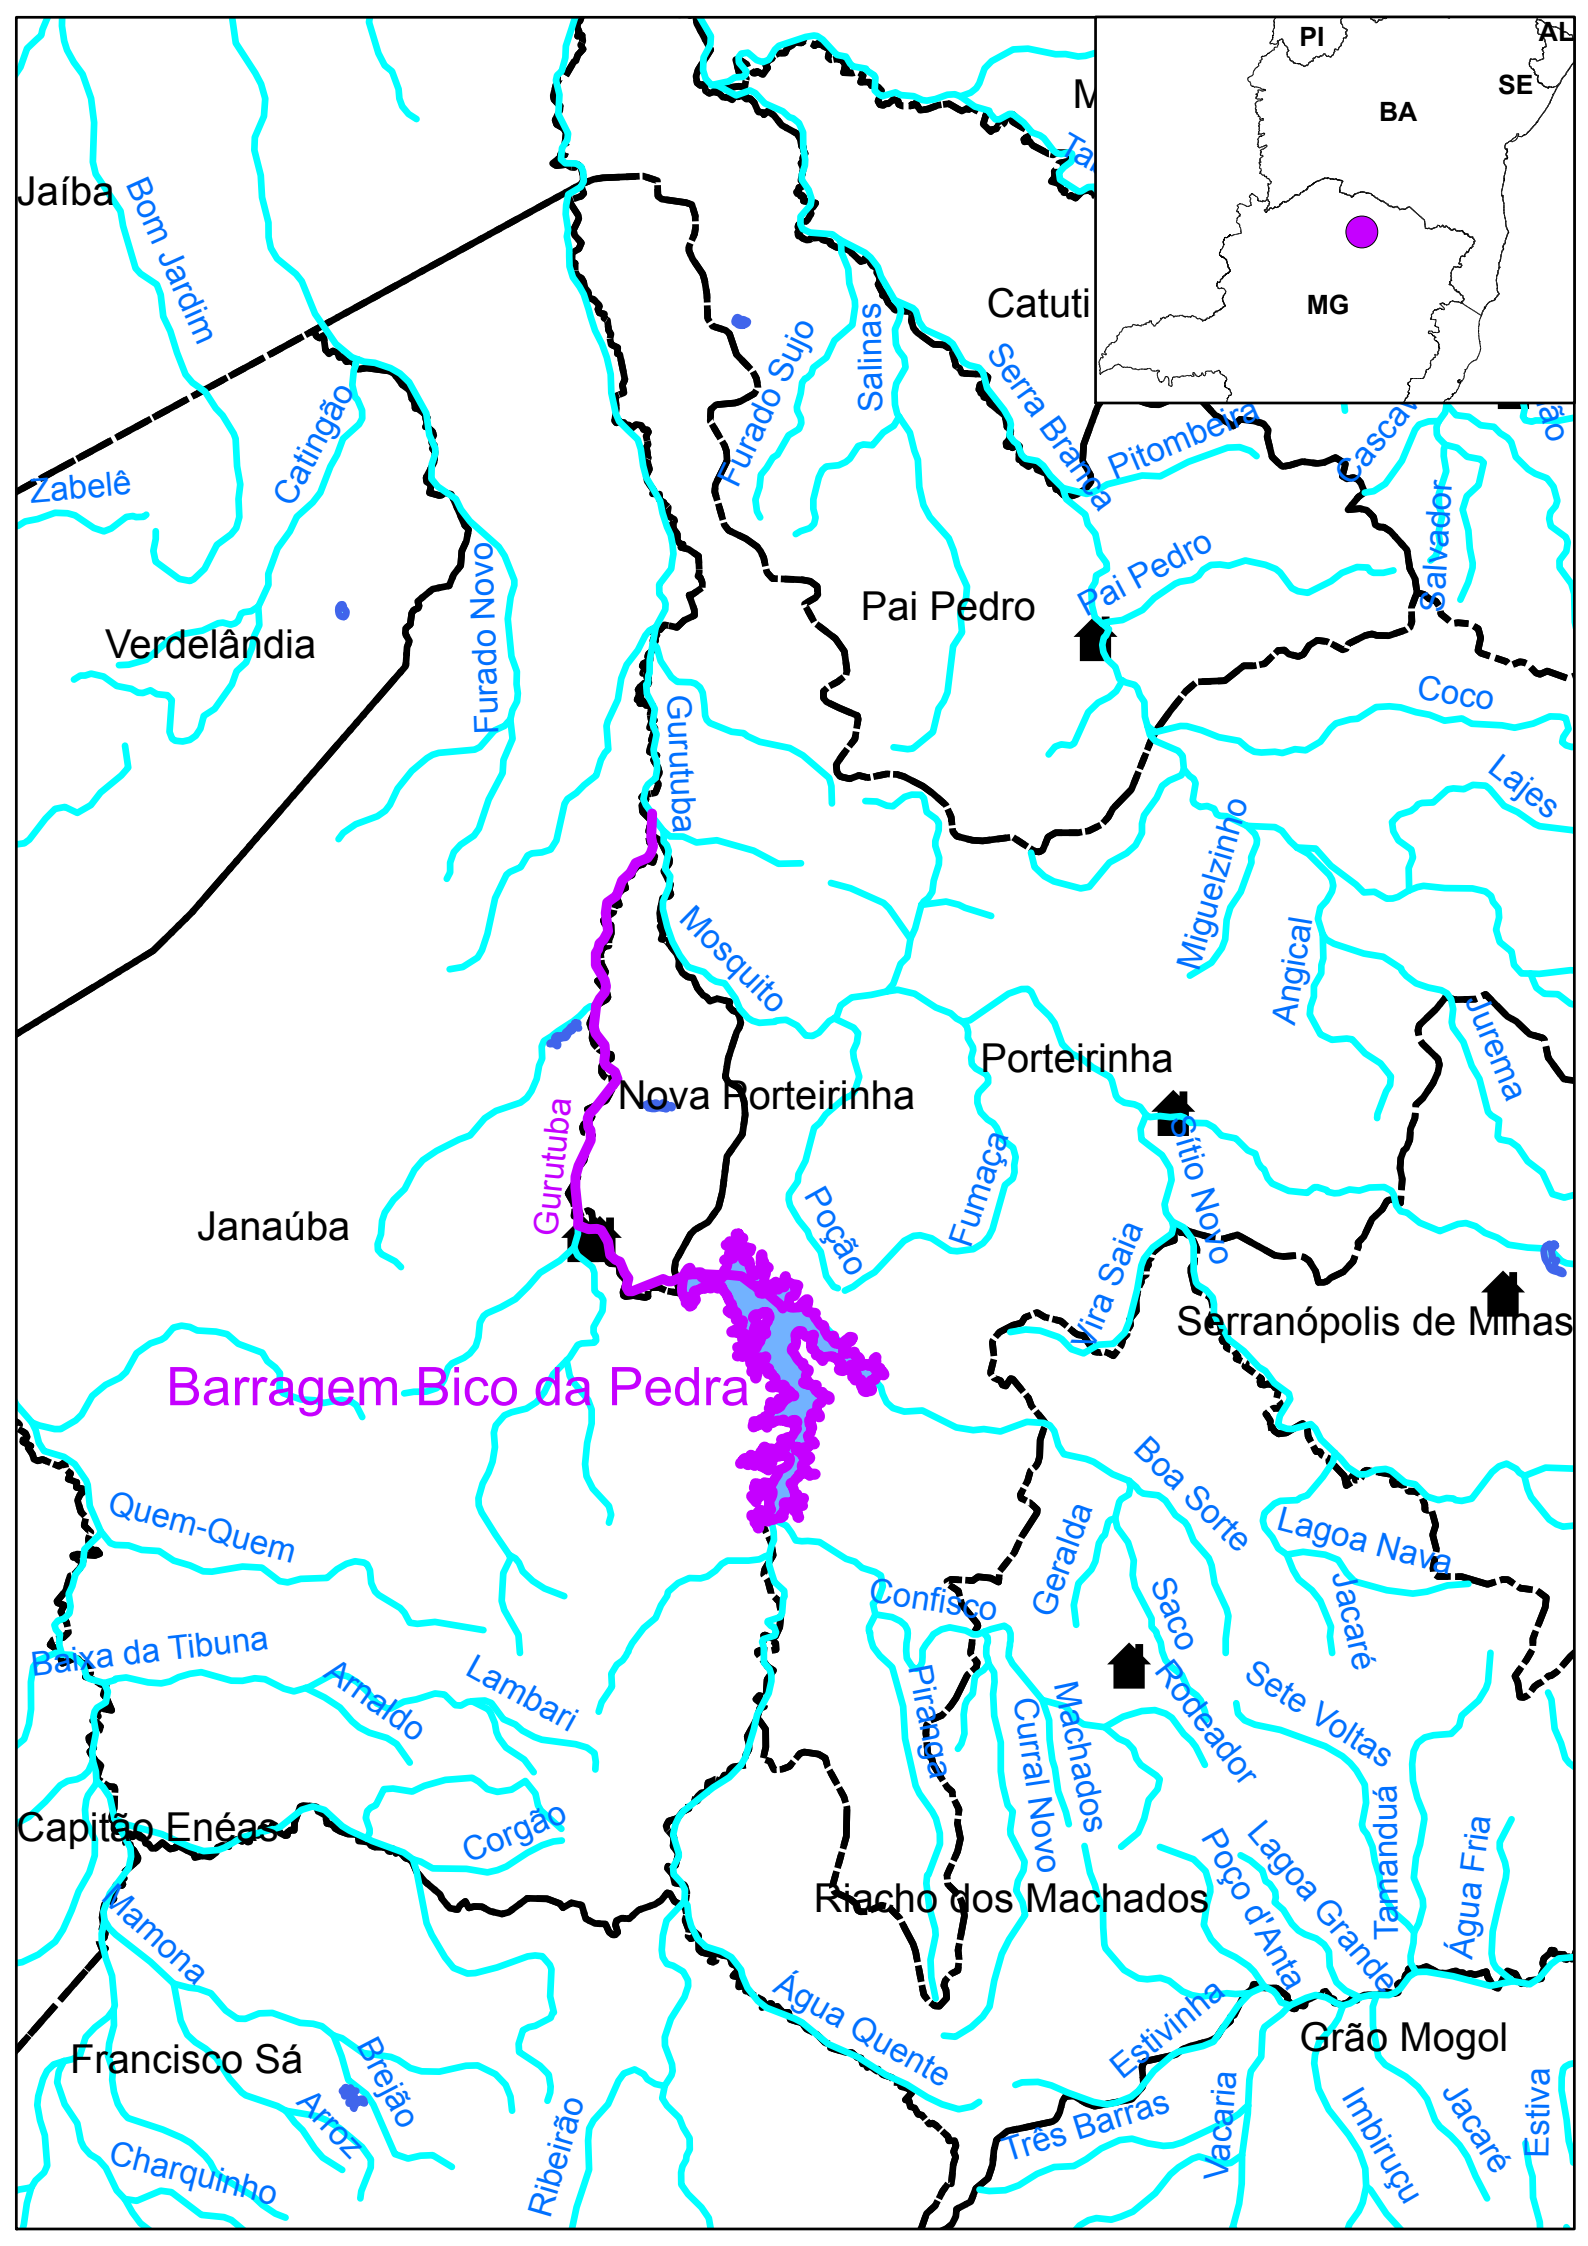 PI
AL
SE
BA
MG
M
Ta
Jaíba
Bom Jardim
Catuti
Furado Sujo
Salinas
Serra Branca
Pitombeira
Cascav
ão
Salvador
Zabelê
Catingão
Furado Novo
Verdelândia
Pai Pedro
Pai Pedro
Coco
Lajes
Gurutuba
Miguelzinho
Angical
Mosquito
Jurema
Porteirinha
Nova Porteirinha
Gurutuba
Sítio Novo
Fumaça
Poção
Janaúba
Vira Saia
Serranópolis de Minas
Barragem Bico da Pedra
Boa Sorte
Quem-Quem
Geralda
Lagoa Nava
Confisco
Saco
Jacaré
Baixa da Tibuna
Arnaldo
Lambari
Piranga
Curral Novo
Machados
Rodeador
Sete Voltas
Capitão Enéas
Corgão
Tamanduá
Água Fria
Poço d'Anta
Lagoa Grande
Riacho dos Machados
Mamona
Água Quente
Estivinha
Grão Mogol
Francisco Sá
Brejão
Arroz
Charquinho
Ribeirão
Três Barras
Vacaria
Imbiruçu
Jacaré
Estiva